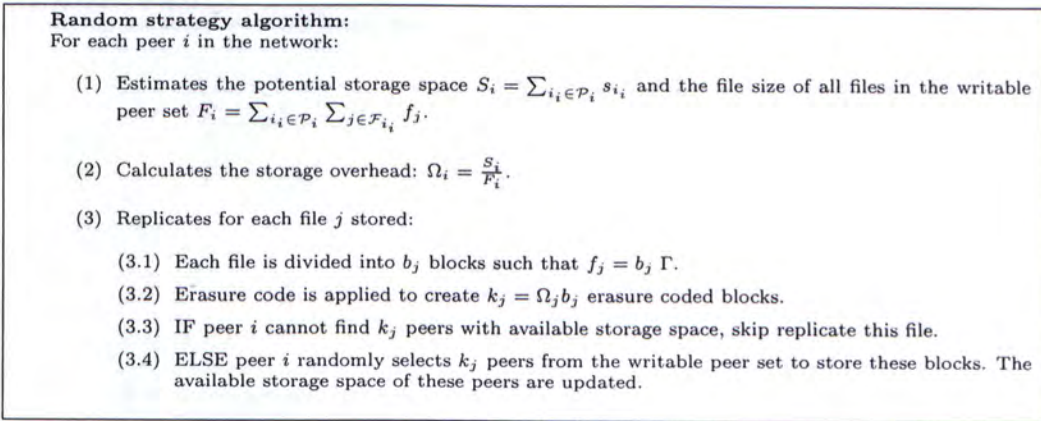 Random strategy algorithm:
For each peer i in the network:
(1) Estimates the potential storage space S_i = ∑_{i_i∈𝒫_i} s_{i_i} and the file size of all files in the writable
peer set F_i = ∑_{i_i∈𝒫_i} ∑_{j∈ℱ_{i_i}} f_j.
(2) Calculates the storage overhead: Ω_i = S_i/F_i.
(3) Replicates for each file j stored:
(3.1) Each file is divided into b_j blocks such that f_j = b_j Γ.
(3.2) Erasure code is applied to create k_j = Ω_j b_j erasure coded blocks.
(3.3) IF peer i cannot find k_j peers with available storage space, skip replicate this file.
(3.4) ELSE peer i randomly selects k_j peers from the writable peer set to store these blocks. The
available storage space of these peers are updated.